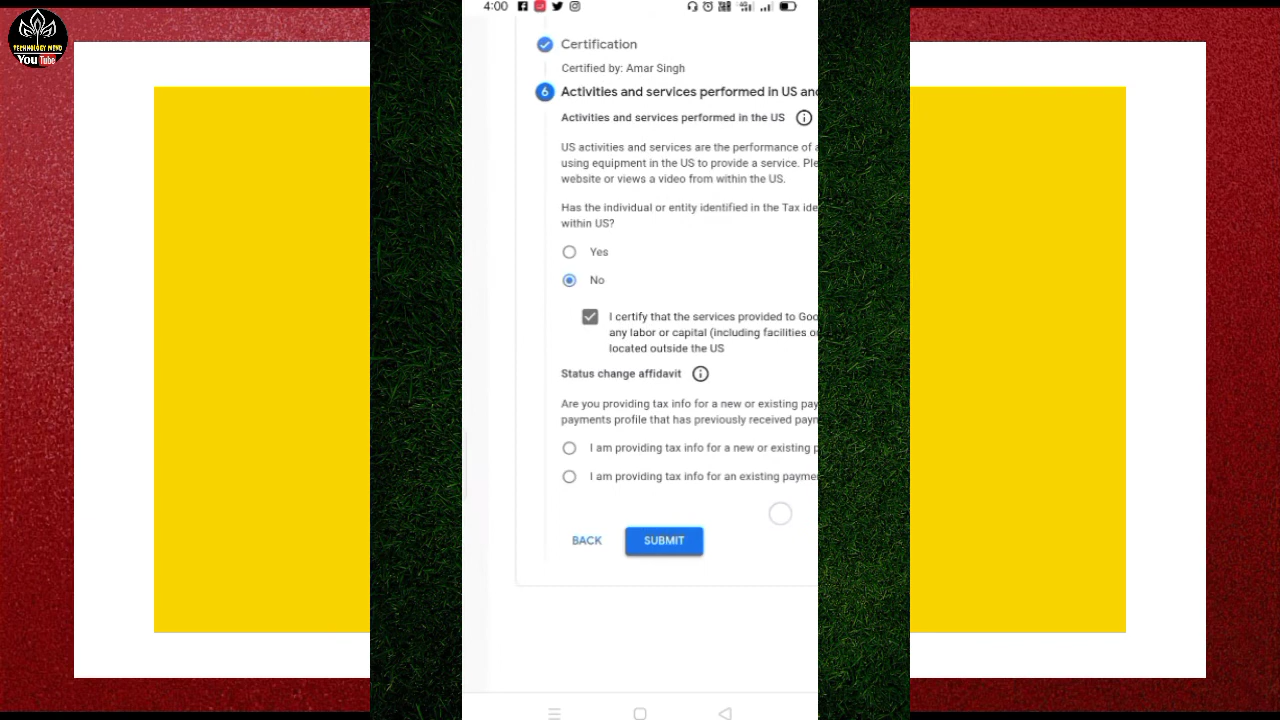 TECHNOLOGY MEVO
You Tube
4:00
Certification
Certified by: Amar Singh
6
Activities and services performed in US and
Activities and services performed in the US
US activities and services are the performance of a
using equipment in the US to provide a service. Ple
website or views a video from within the US.
Has the individual or entity identified in the Tax ide
within US?
Yes
No
I certify that the services provided to Goo
any labor or capital (including facilities or
located outside the US
Status change affidavit
Are you providing tax info for a new or existing pay
payments profile that has previously received paym
I am providing tax info for a new or existing p
I am providing tax info for an existing payme
BACK
SUBMIT